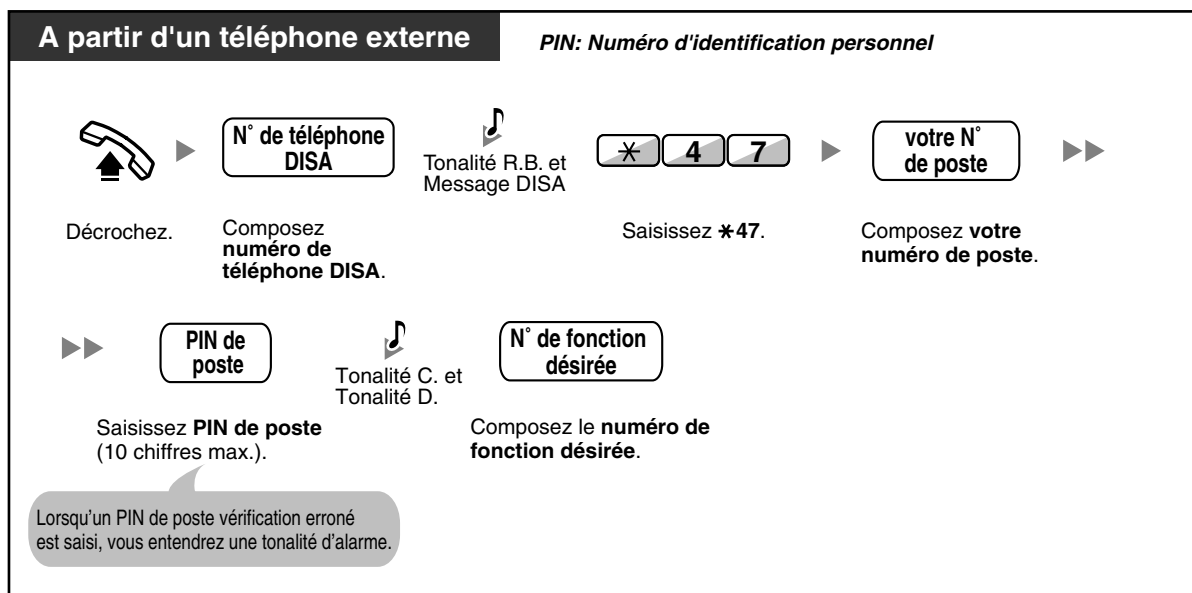 A partir d'un téléphone externe
PIN: Numéro d'identification personnel
Décrochez.
N° de téléphone
DISA
Composez
numéro de
téléphone DISA.
Tonalité R.B. et
Message DISA
* 4 7
Saisissez *47.
votre N°
de poste
Composez votre
numéro de poste.
PIN de
poste
Saisissez PIN de poste
(10 chiffres max.).
Lorsqu'un PIN de poste vérification erroné
est saisi, vous entendrez une tonalité d'alarme.
Tonalité C. et
Tonalité D.
N° de fonction
désirée
Composez le numéro de
fonction désirée.